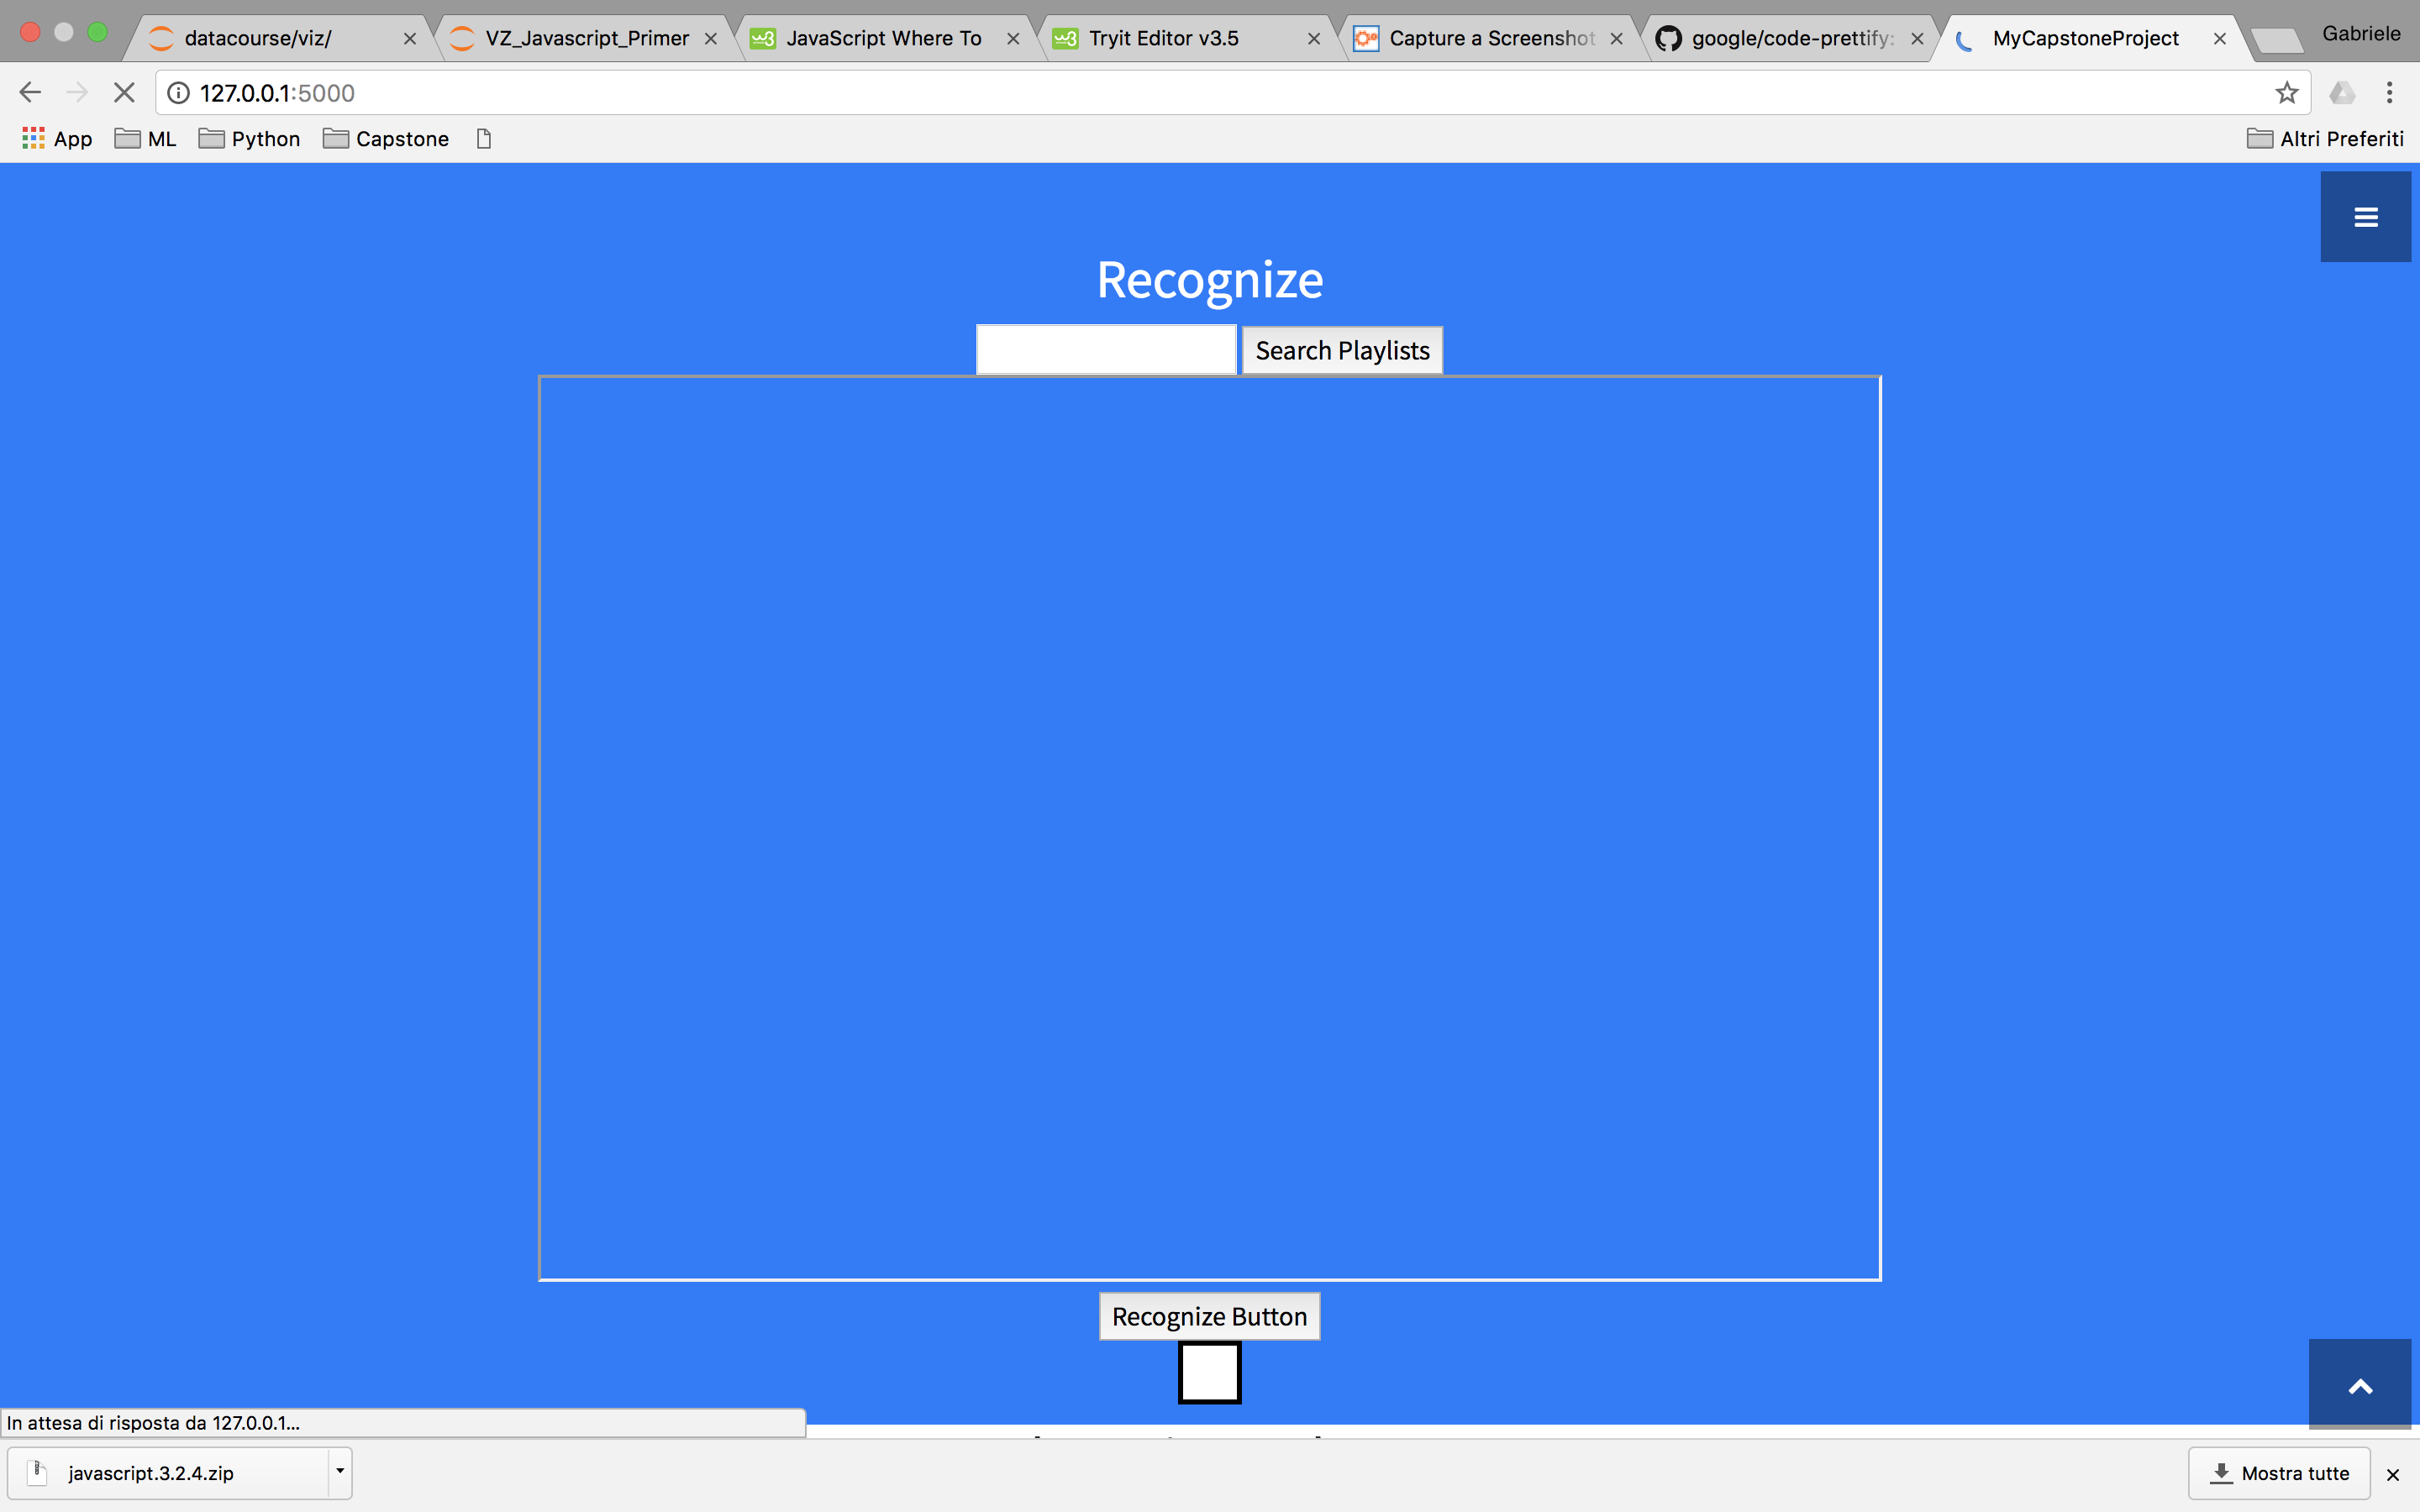 datacourse/viz/
VZ_Javascript_Primer
JavaScript Where To
Tryit Editor v3.5
Capture a Screenshot
google/code-prettify:
MyCapstoneProject
Gabriele
127.0.0.1:5000
App
ML
Python
Capstone
Altri Preferiti
Recognize
Search Playlists
Recognize Button
In attesa di risposta da 127.0.0.1...
javascript.3.2.4.zip
Mostra tutte